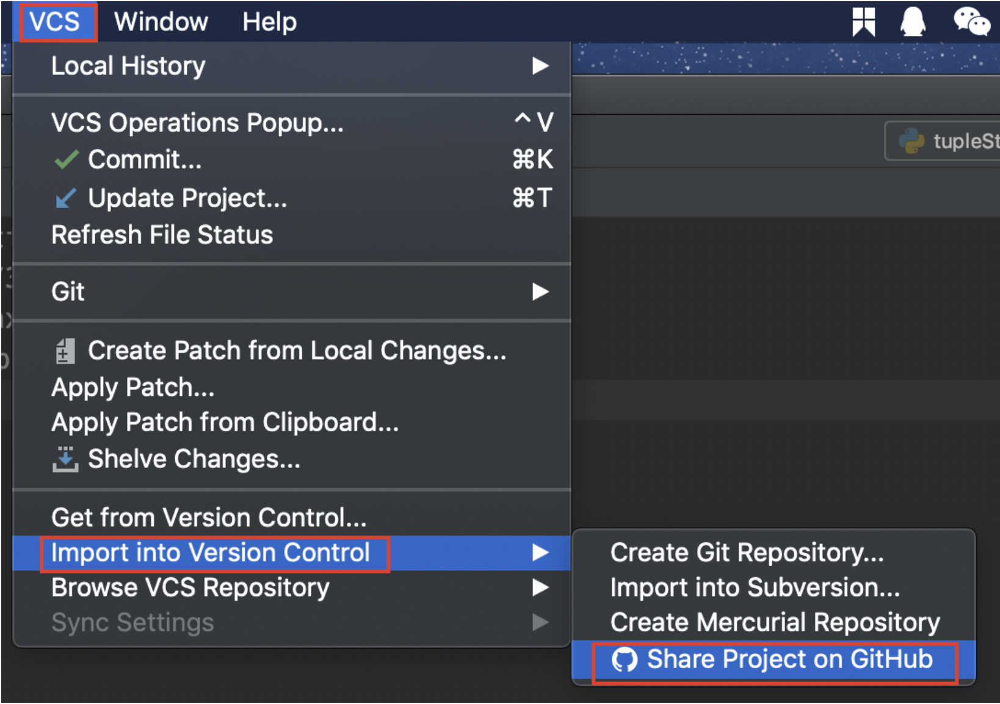 VCS Window Help
Local History
VCS Operations Popup... ^V
Commit... ⌘K
Update Project... ⌘T
Refresh File Status
Git
Create Patch from Local Changes...
Apply Patch...
Apply Patch from Clipboard...
Shelve Changes...
Get from Version Control...
Import into Version Control
Browse VCS Repository
Sync Settings
Create Git Repository...
Import into Subversion...
Create Mercurial Repository
Share Project on GitHub
tupleSt